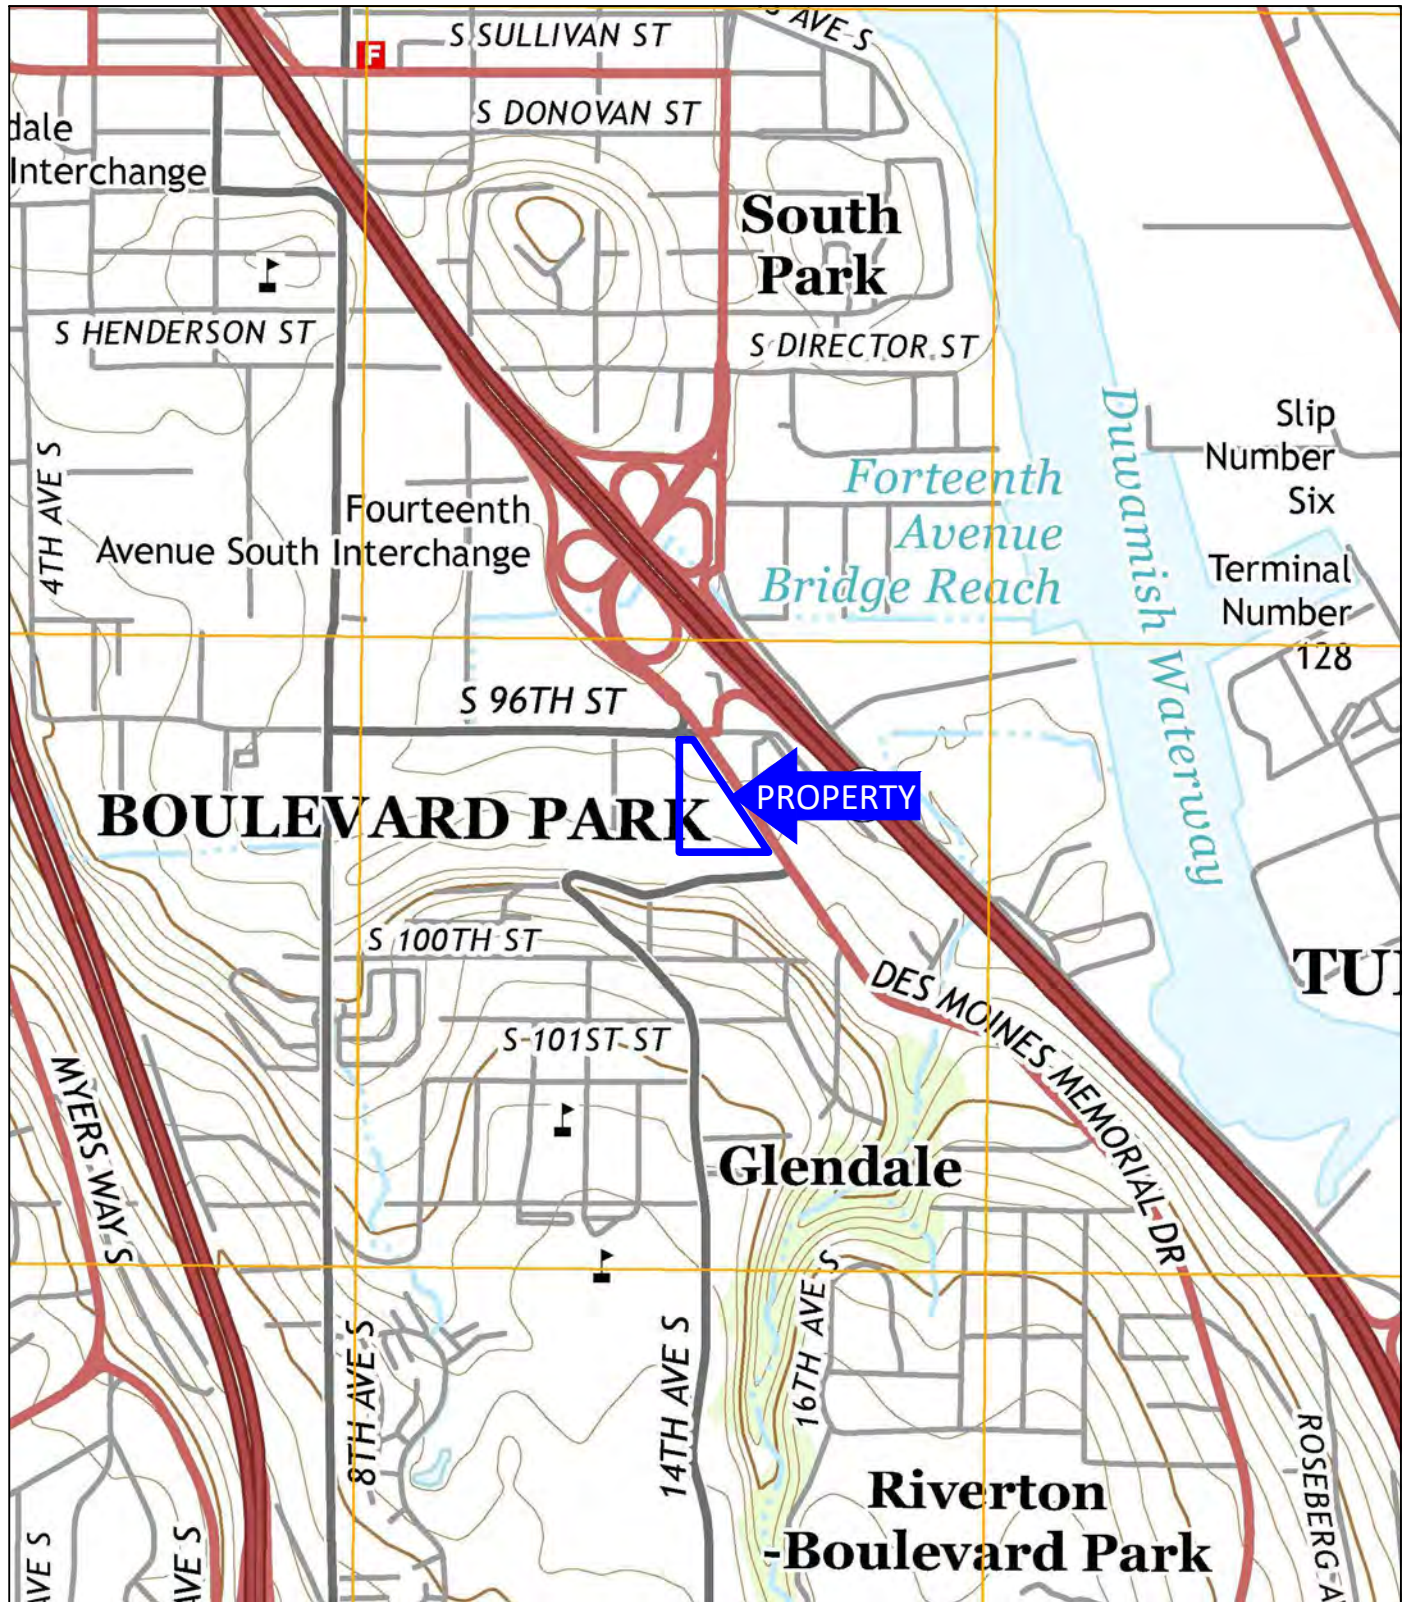 S AVE S
S SULLIVAN ST
F
S DONOVAN ST
dale
Interchange
South
Park
S HENDERSON ST
S DIRECTOR ST
Slip
Number
Six
4TH AVE S
Forteenth
Avenue
Bridge Reach
Duwamish Waterway
Fourteenth
Avenue South Interchange
Terminal
Number
128
S 96TH ST
PROPERTY
BOULEVARD PARK
S 100TH ST
TU
DES MOINES MEMORIAL DR
S 101ST ST
MYERS WAY S
Glendale
16TH AVE S
8TH AVE S
14TH AVE S
ROSEBERG A
Riverton
-Boulevard Park
AVE S
AVE S